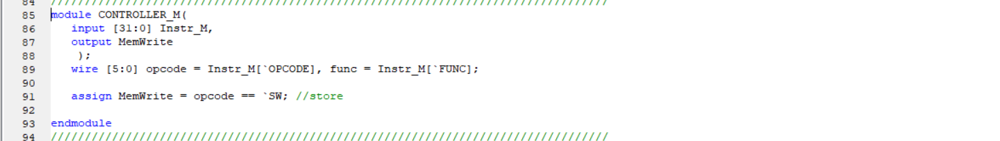 84 //////////////////////////////////////////////////////////////////////////////////
85 module CONTROLLER_M(
86 input [31:0] Instr_M,
87 output MemWrite
88 );
89 wire [5:0] opcode = Instr_M[`OPCODE], func = Instr_M[`FUNC];
90
91 assign MemWrite = opcode == `SW; //store
92
93 endmodule
94 //////////////////////////////////////////////////////////////////////////////////